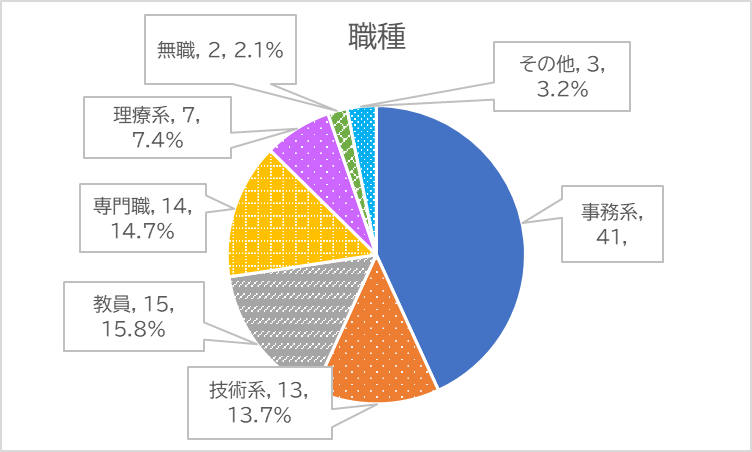 職種
無職, 2, 2.1%
その他, 3,
3.2%
理療系, 7,
7.4%
専門職, 14,
14.7%
事務系,
41,
教員, 15,
15.8%
技術系, 13,
13.7%